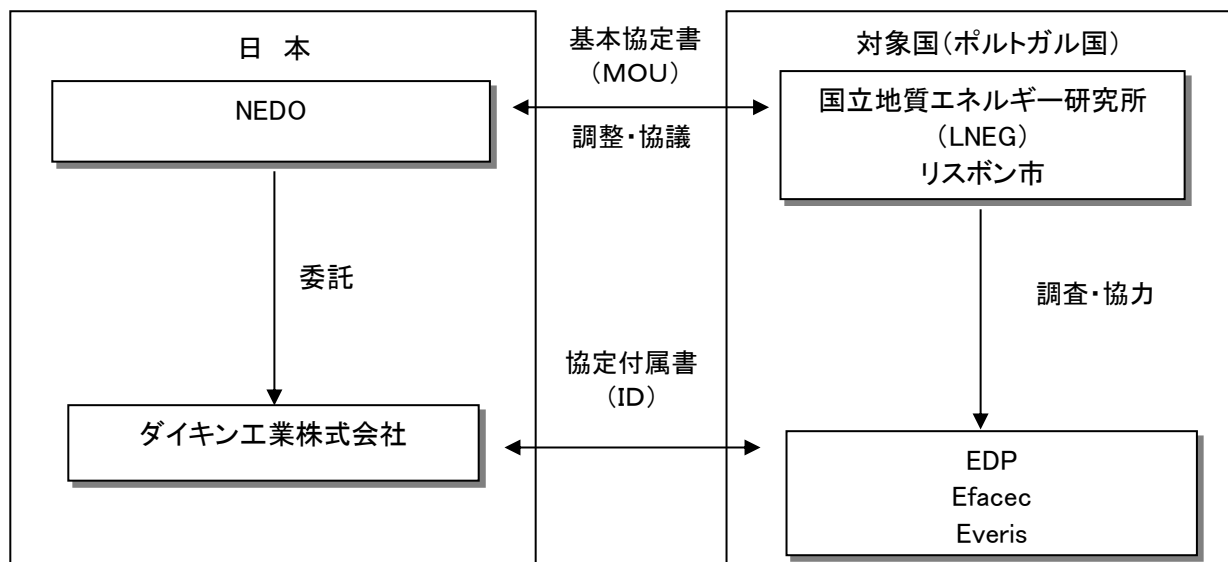 日 本
NEDO
委託
ダイキン工業株式会社
基本協定書
(MOU)
調整・協議
協定付属書
(ID)
対象国(ポルトガル国)
国立地質エネルギー研究所
(LNEG)
リスボン市
調査・協力
EDP
Efacec
Everis